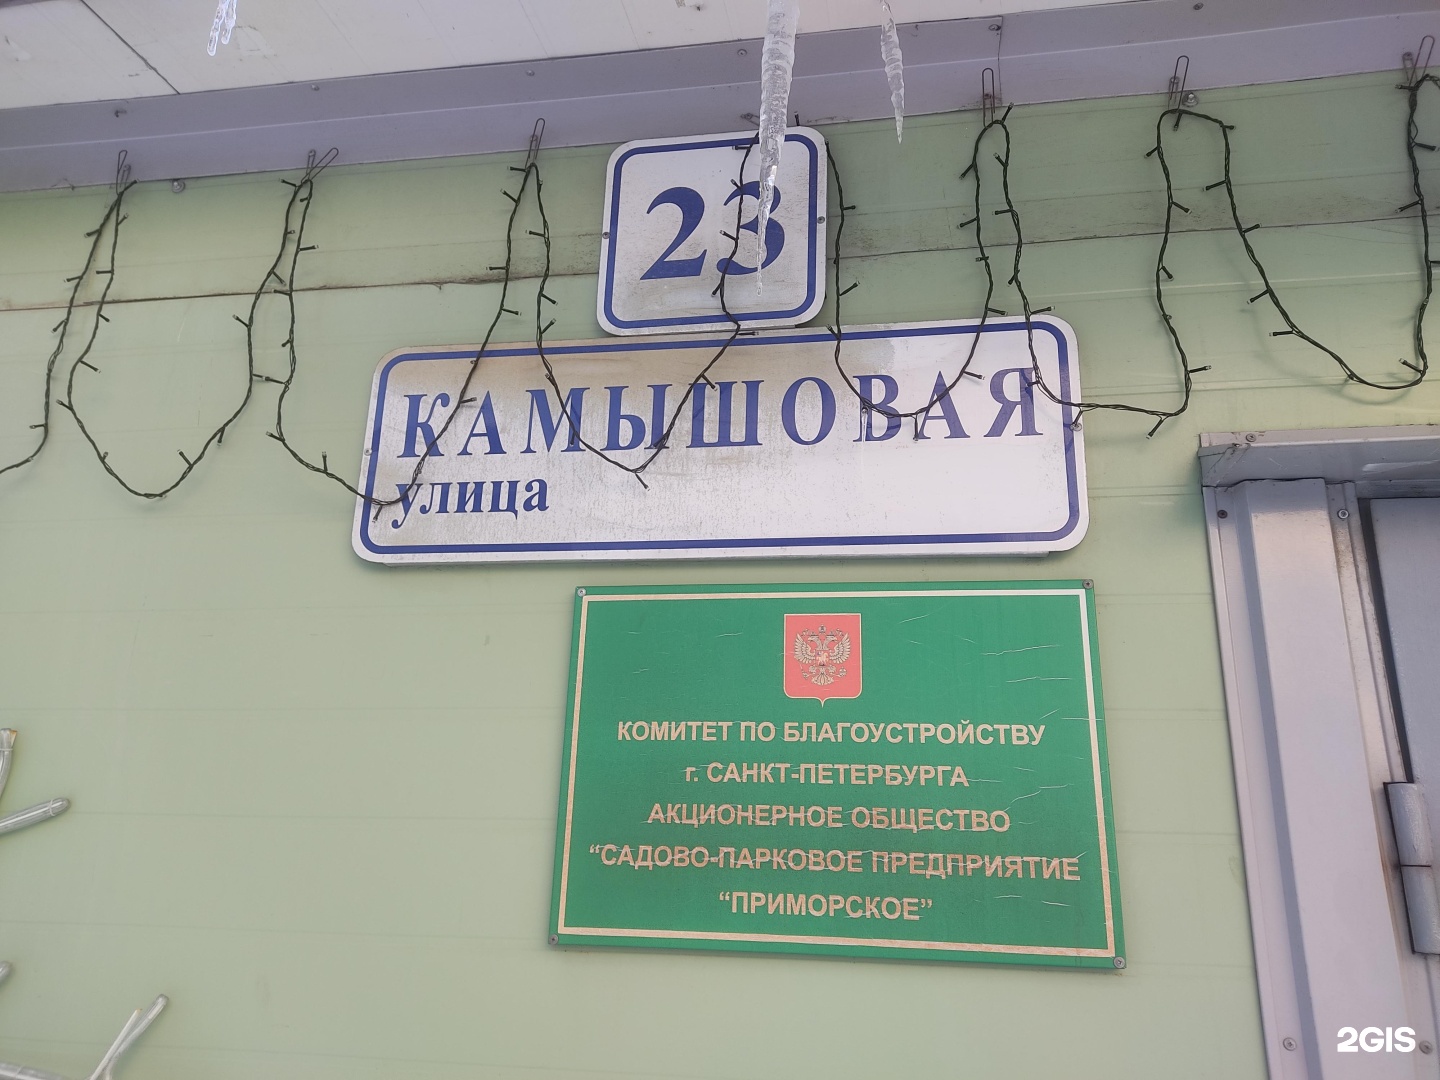 23
КАМЫШОВАЯ
улица
КОМИТЕТ ПО БЛАГОУСТРОЙСТВУ
г. САНКТ-ПЕТЕРБУРГА
АКЦИОНЕРНОЕ ОБЩЕСТВО
“САДОВО-ПАРКОВОЕ ПРЕДПРИЯТИЕ
“ПРИМОРСКОЕ”
2GIS